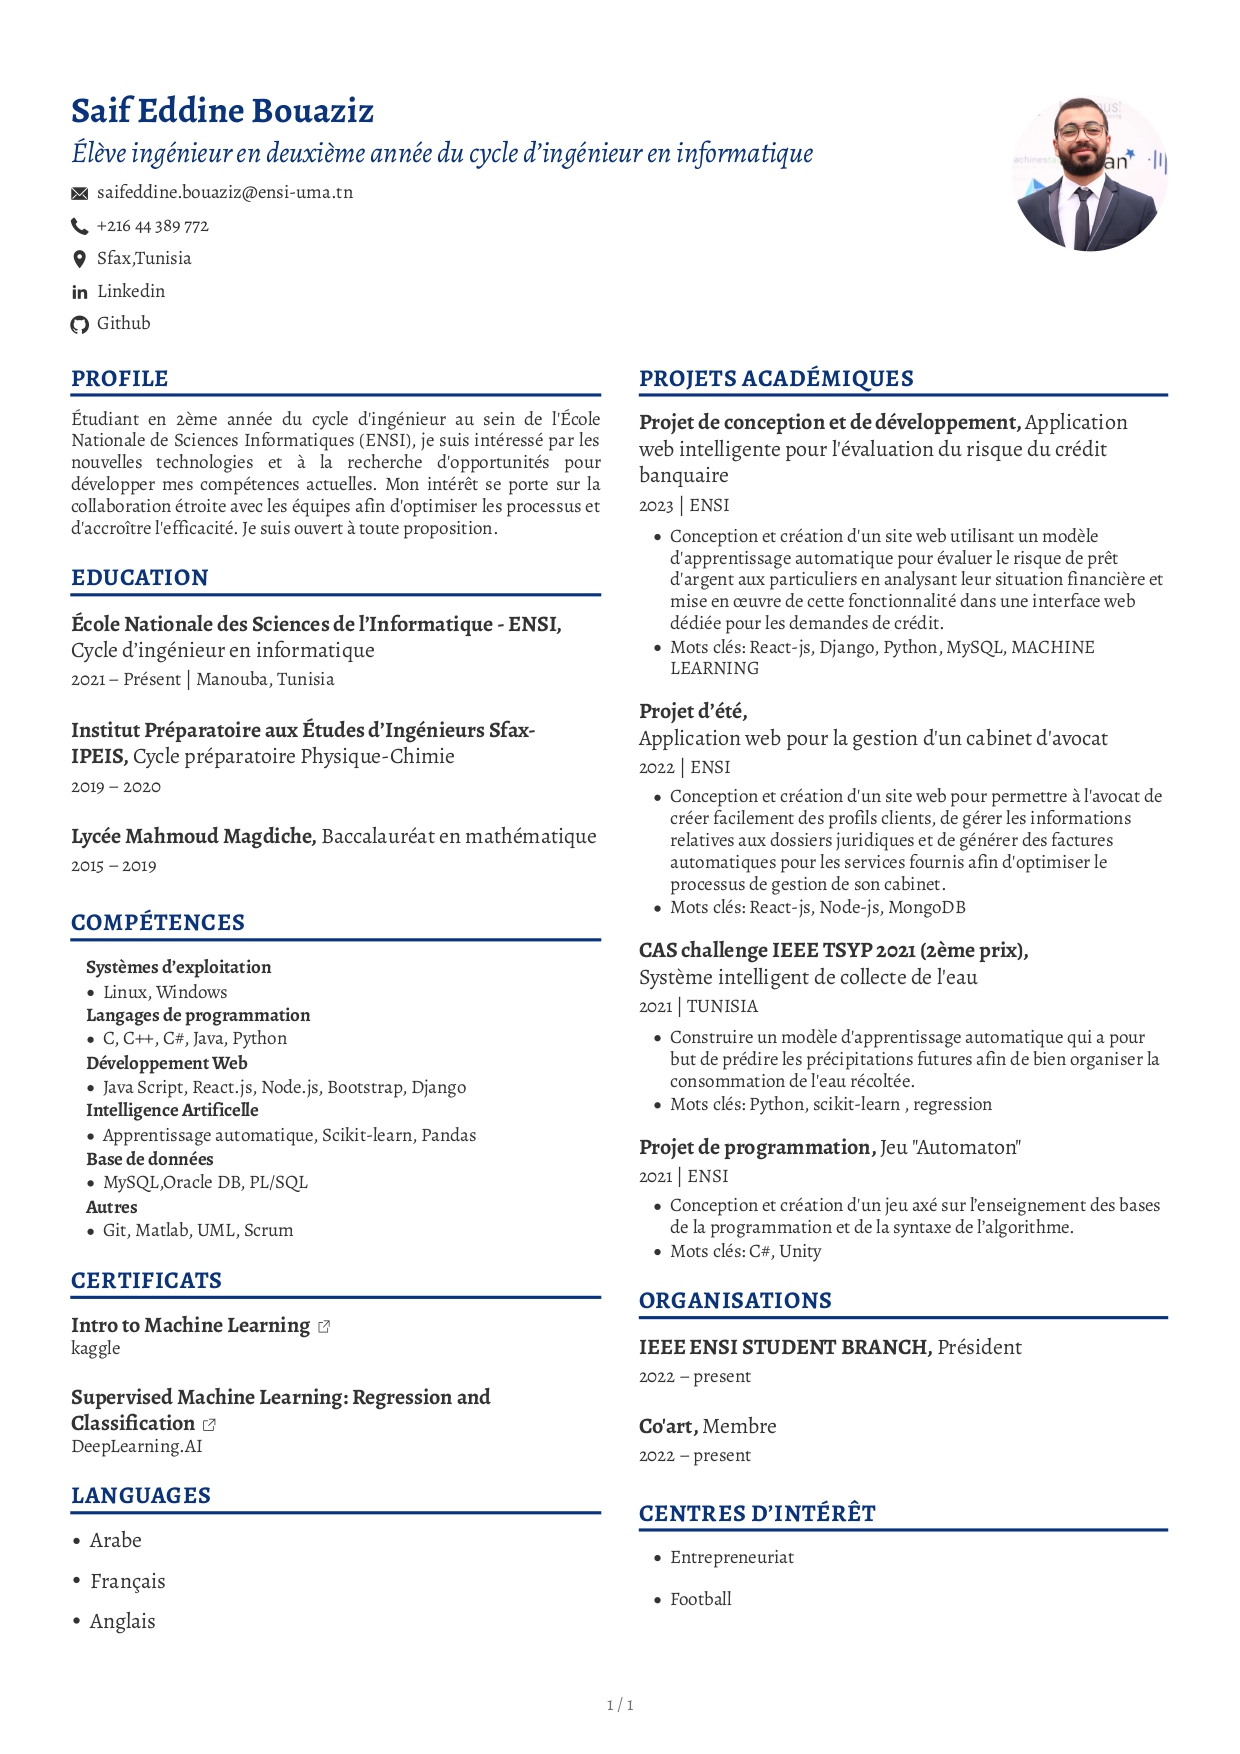 Saif Eddine Bouaziz
Élève ingénieur en deuxième année du cycle d’ingénieur en informatique
saifeddine.bouaziz@ensi-uma.tn
+216 44 389 772
Sfax,Tunisia
Linkedin
Github
PROFILE
Étudiant en 2ème année du cycle d'ingénieur au sein de l'École
Nationale de Sciences Informatiques (ENSI), je suis intéressé par les
nouvelles technologies et à la recherche d'opportunités pour
développer mes compétences actuelles. Mon intérêt se porte sur la
collaboration étroite avec les équipes afin d'optimiser les processus et
d'accroître l'efficacité. Je suis ouvert à toute proposition.
EDUCATION
École Nationale des Sciences de l’Informatique - ENSI,
Cycle d’ingénieur en informatique
2021 – Présent | Manouba, Tunisia
Institut Préparatoire aux Études d’Ingénieurs Sfax-
IPEIS, Cycle préparatoire Physique-Chimie
2019 – 2020
Lycée Mahmoud Magdiche, Baccalauréat en mathématique
2015 – 2019
COMPÉTENCES
Systèmes d’exploitation
• Linux, Windows
Langages de programmation
• C, C++, C#, Java, Python
Développement Web
• Java Script, React.js, Node.js, Bootstrap, Django
Intelligence Artificelle
• Apprentissage automatique, Scikit-learn, Pandas
Base de données
• MySQL,Oracle DB, PL/SQL
Autres
• Git, Matlab, UML, Scrum
CERTIFICATS
Intro to Machine Learning
kaggle
Supervised Machine Learning: Regression and
Classification
DeepLearning.AI
LANGUAGES
• Arabe
• Français
• Anglais
PROJETS ACADÉMIQUES
Projet de conception et de développement, Application
web intelligente pour l'évaluation du risque du crédit
banquaire
2023 | ENSI
• Conception et création d'un site web utilisant un modèle
d'apprentissage automatique pour évaluer le risque de prêt
d'argent aux particuliers en analysant leur situation financière et
mise en œuvre de cette fonctionnalité dans une interface web
dédiée pour les demandes de crédit.
• Mots clés: React-js, Django, Python, MySQL, MACHINE
LEARNING
Projet d’été,
Application web pour la gestion d'un cabinet d'avocat
2022 | ENSI
• Conception et création d'un site web pour permettre à l'avocat de
créer facilement des profils clients, de gérer les informations
relatives aux dossiers juridiques et de générer des factures
automatiques pour les services fournis afin d'optimiser le
processus de gestion de son cabinet.
• Mots clés: React-js, Node-js, MongoDB
CAS challenge IEEE TSYP 2021 (2ème prix),
Système intelligent de collecte de l'eau
2021 | TUNISIA
• Construire un modèle d'apprentissage automatique qui a pour
but de prédire les précipitations futures afin de bien organiser la
consommation de l'eau récoltée.
• Mots clés: Python, scikit-learn , regression
Projet de programmation, Jeu "Automaton"
2021 | ENSI
• Conception et création d'un jeu axé sur l’enseignement des bases
de la programmation et de la syntaxe de l’algorithme.
• Mots clés: C#, Unity
ORGANISATIONS
IEEE ENSI STUDENT BRANCH, Président
2022 – present
Co'art, Membre
2022 – present
CENTRES D’INTÉRÊT
• Entrepreneuriat
• Football
1 / 1